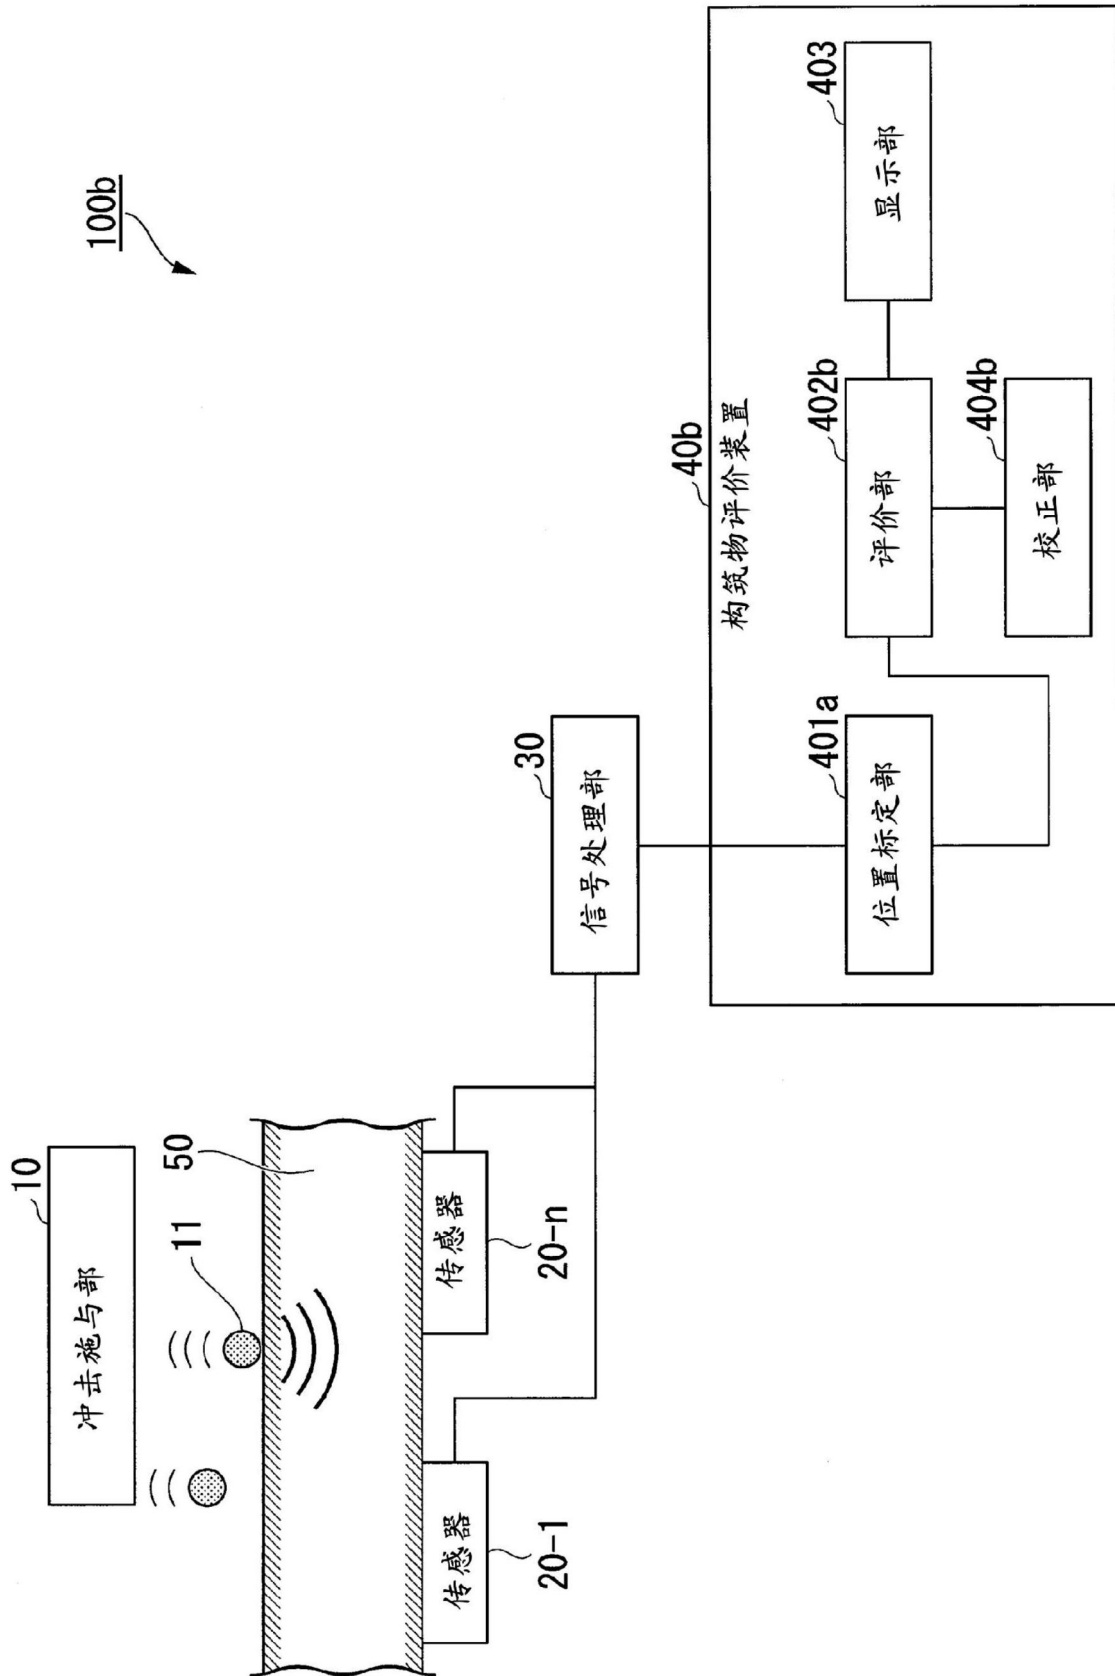 100b
10
冲击施与部
11
50
传感器
20-1
传感器
20-n
30
信号处理部
40b
构筑物评价装置
401a
位置标定部
402b
评价部
403
显示部
404b
校正部